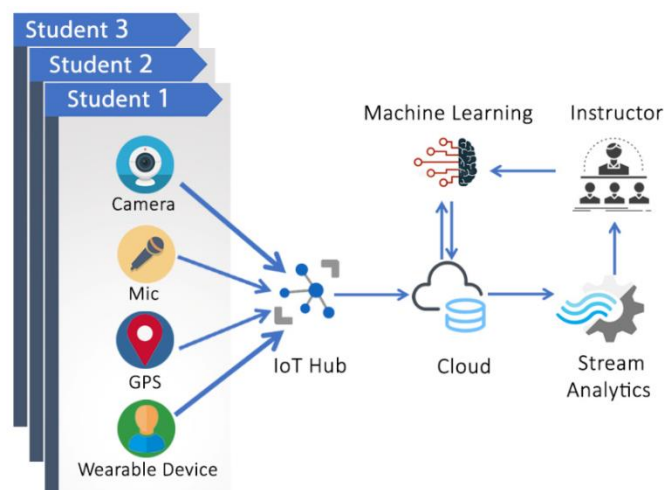 Student 3
Student 2
Student 1
Camera
Mic
GPS
Wearable Device
IoT Hub
Machine Learning
Cloud
Instructor
Stream
Analytics